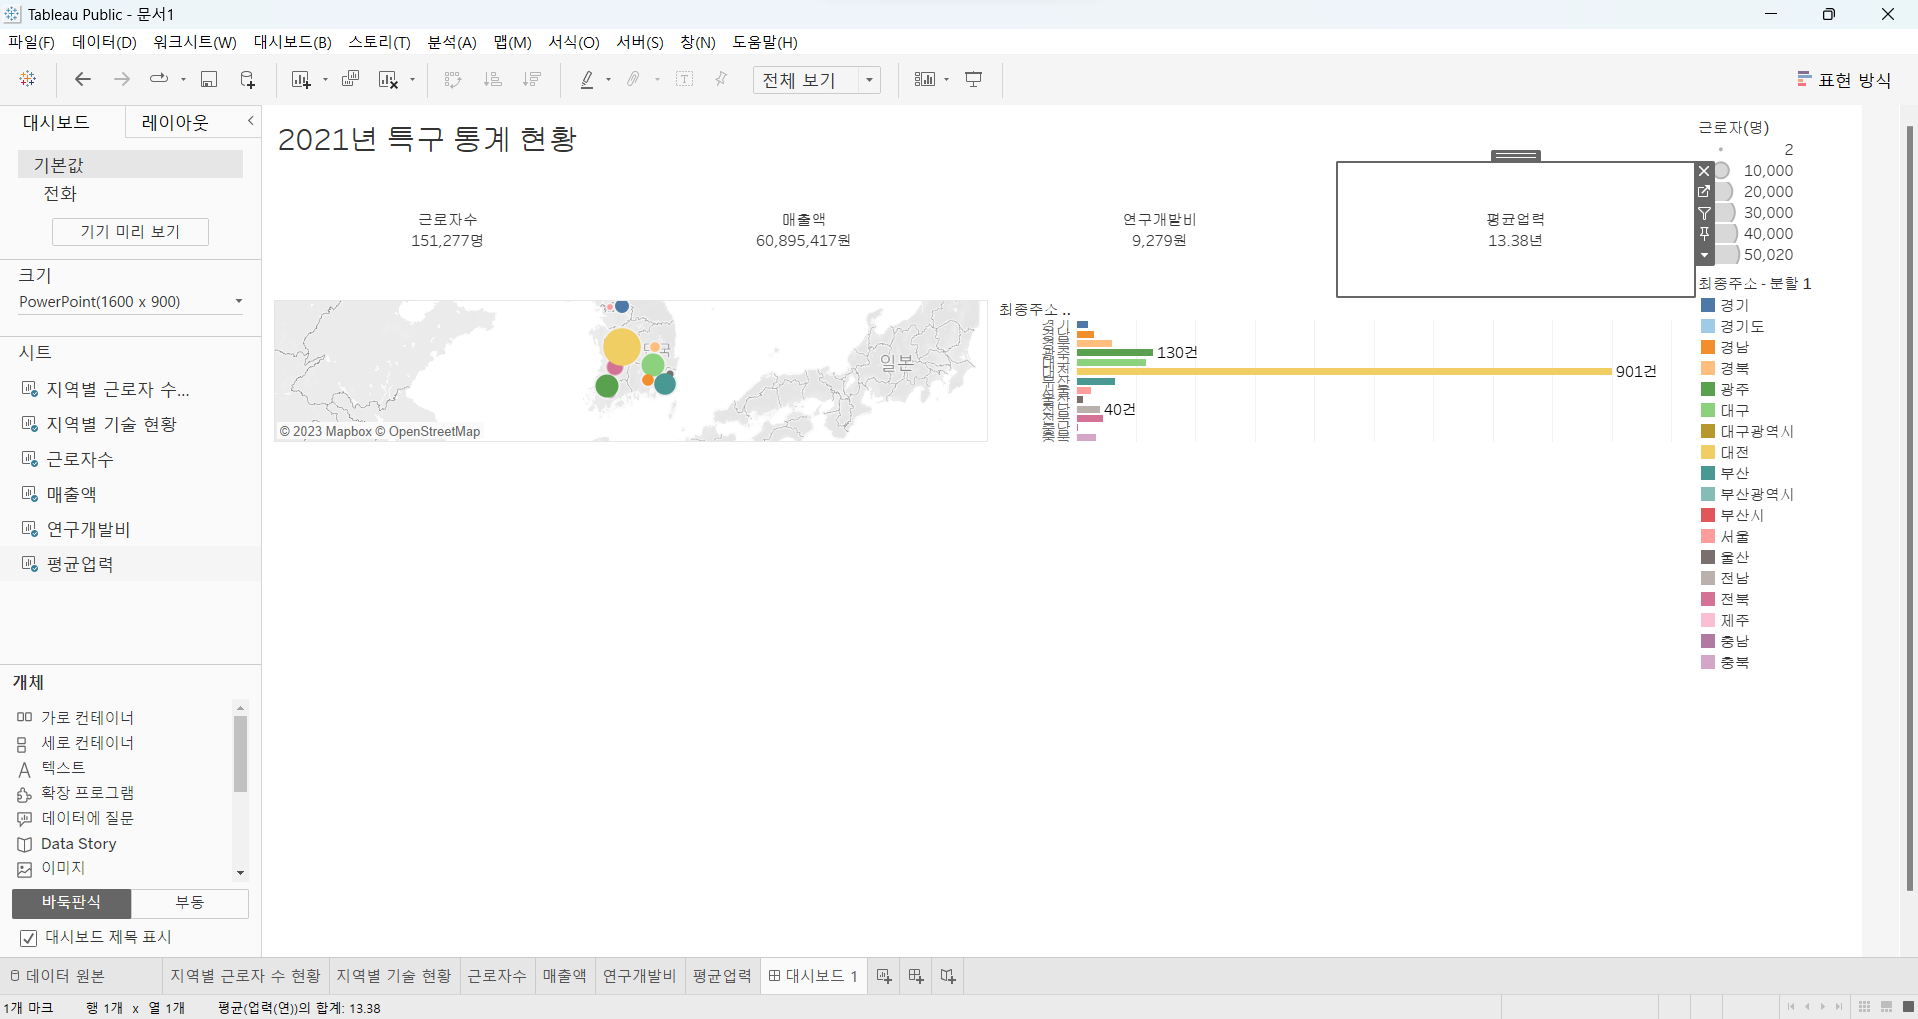 Tableau Public - 문서1
파일(F) 데이터(D) 워크시트(W) 대시보드(B) 스토리(T) 분석(A) 맵(M) 서식(O) 서버(S) 창(N) 도움말(H)
전체 보기
표현 방식
대시보드 레이아웃
기본값
전화
기기 미리 보기
크기
PowerPoint(1600 x 900)
시트
지역별 근로자 수...
지역별 기술 현황
근로자수
매출액
연구개발비
평균업력
개체
가로 컨테이너
세로 컨테이너
텍스트
확장 프로그램
데이터에 질문
Data Story
이미지
바둑판식 부동
대시보드 제목 표시
2021년 특구 통계 현황
근로자수
151,277명
매출액
60,895,417원
연구개발비
9,279원
평균업력
13.38년
일본
© 2023 Mapbox © OpenStreetMap
최종주소 ..
130건
901건
40건
근로자(명)
2
10,000
20,000
30,000
40,000
50,020
최종주소 - 분할 1
경기
경기도
경남
경북
광주
대구
대구광역시
대전
부산
부산광역시
부산시
서울
울산
전남
전북
제주
충남
충북
데이터 원본 지역별 근로자 수 현황 지역별 기술 현황 근로자수 매출액 연구개발비 평균업력 대시보드 1
1개 마크 행 1개 x 열 1개 평균(업력(연))의 합계: 13.38